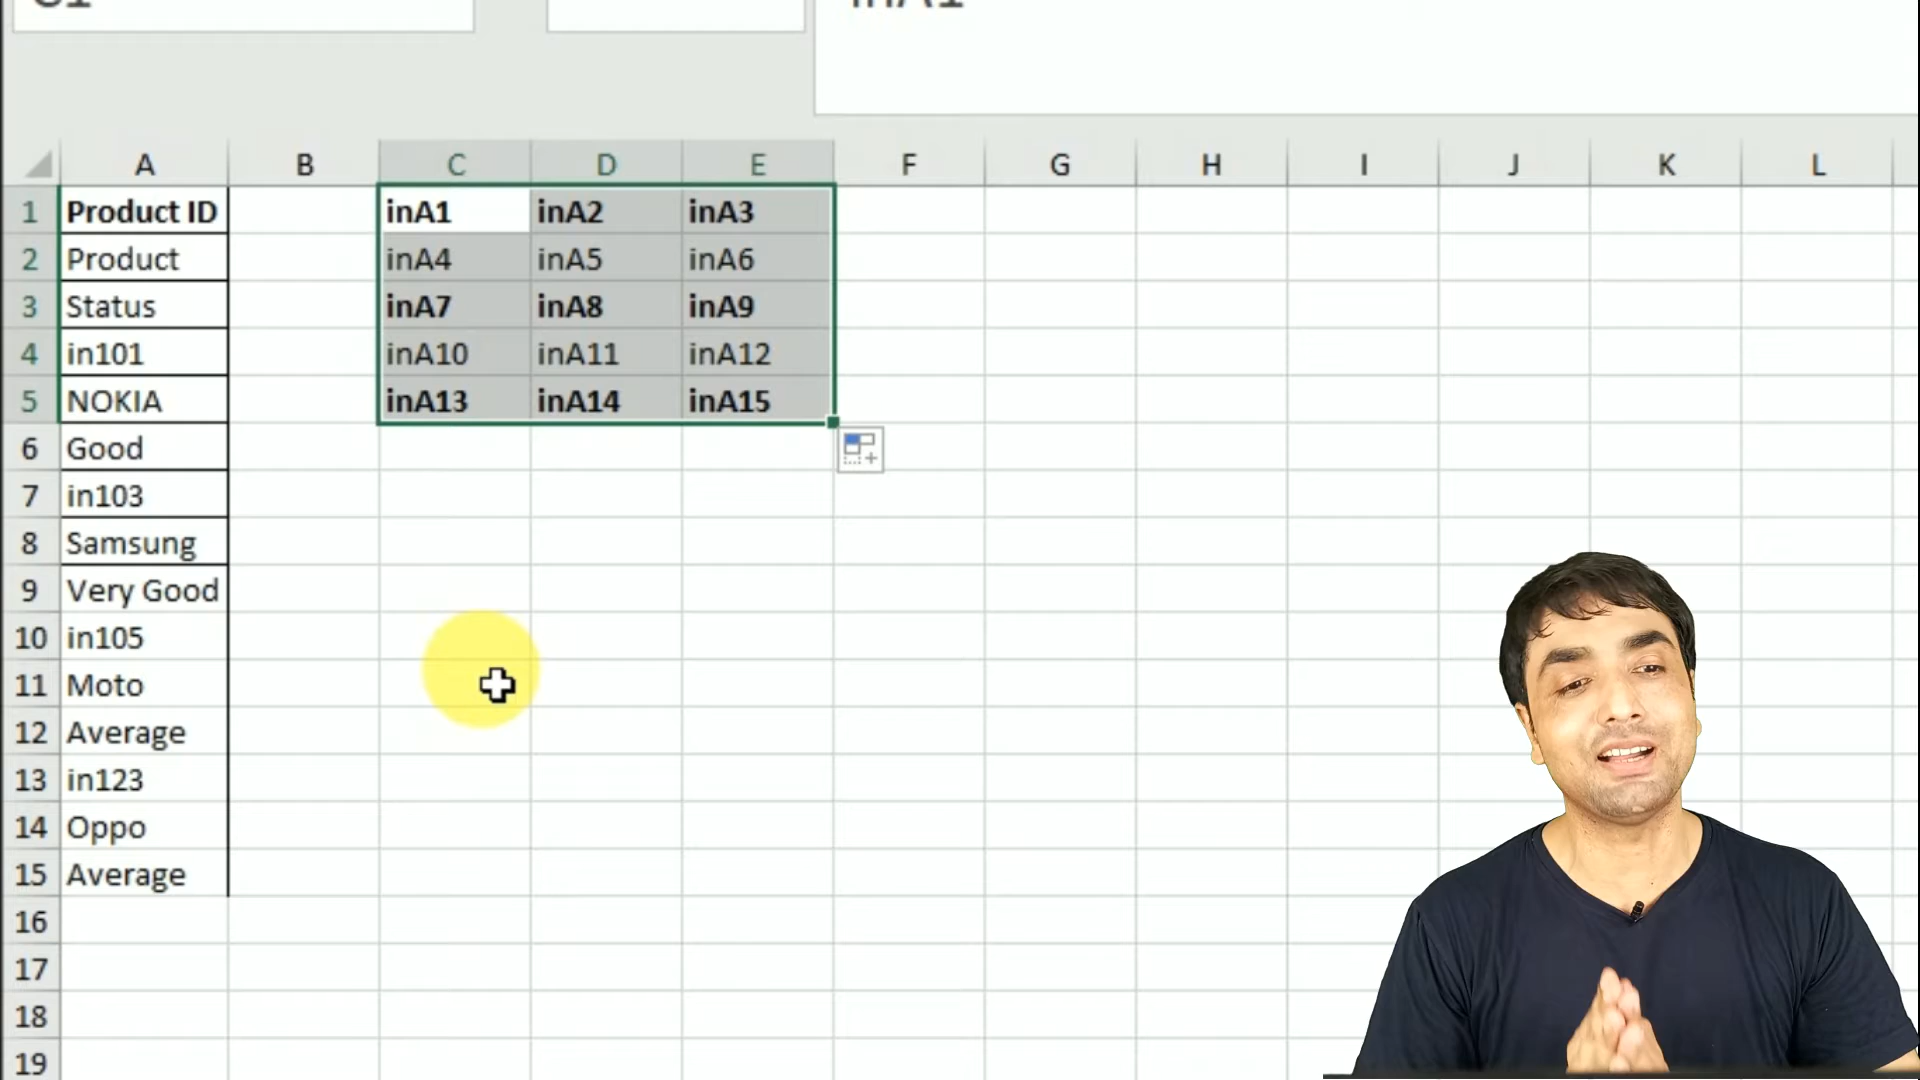 C1 inA1
A B C D E F G H I J K L
1 Product ID inA1 inA2 inA3
2 Product inA4 inA5 inA6
3 Status inA7 inA8 inA9
4 in101 inA10 inA11 inA12
5 NOKIA inA13 inA14 inA15
6 Good
7 in103
8 Samsung
9 Very Good
10 in105
11 Moto
12 Average
13 in123
14 Oppo
15 Average
16
17
18
19